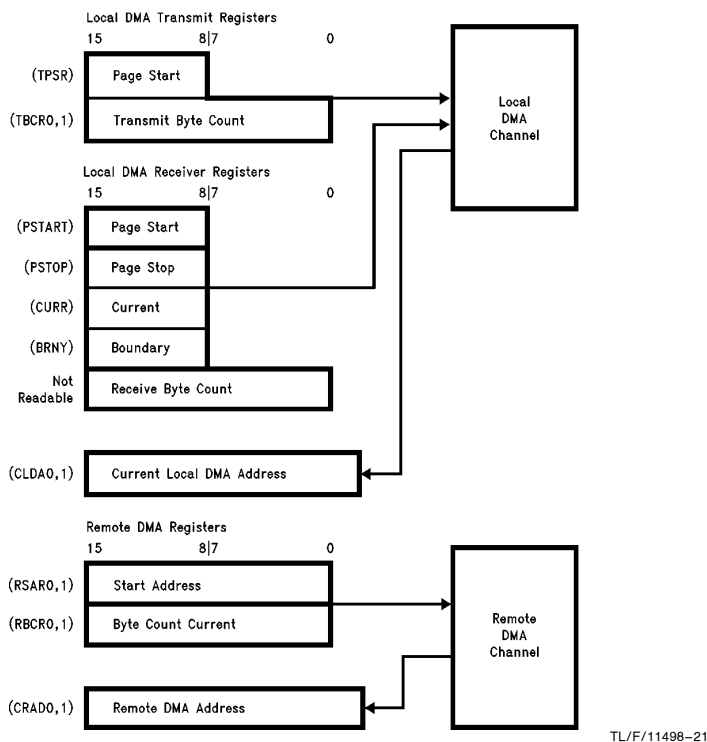 Local DMA Transmit Registers
15 8|7 0
(TPSR) Page Start
(TBCR0,1) Transmit Byte Count
Local DMA Channel
Local DMA Receiver Registers
15 8|7 0
(PSTART) Page Start
(PSTOP) Page Stop
(CURR) Current
(BRNY) Boundary
Not Readable Receive Byte Count
(CLDA0,1) Current Local DMA Address
Remote DMA Registers
15 8|7 0
(RSAR0,1) Start Address
(RBCR0,1) Byte Count Current
Remote DMA Channel
(CRAD0,1) Remote DMA Address
TL/F/11498-21